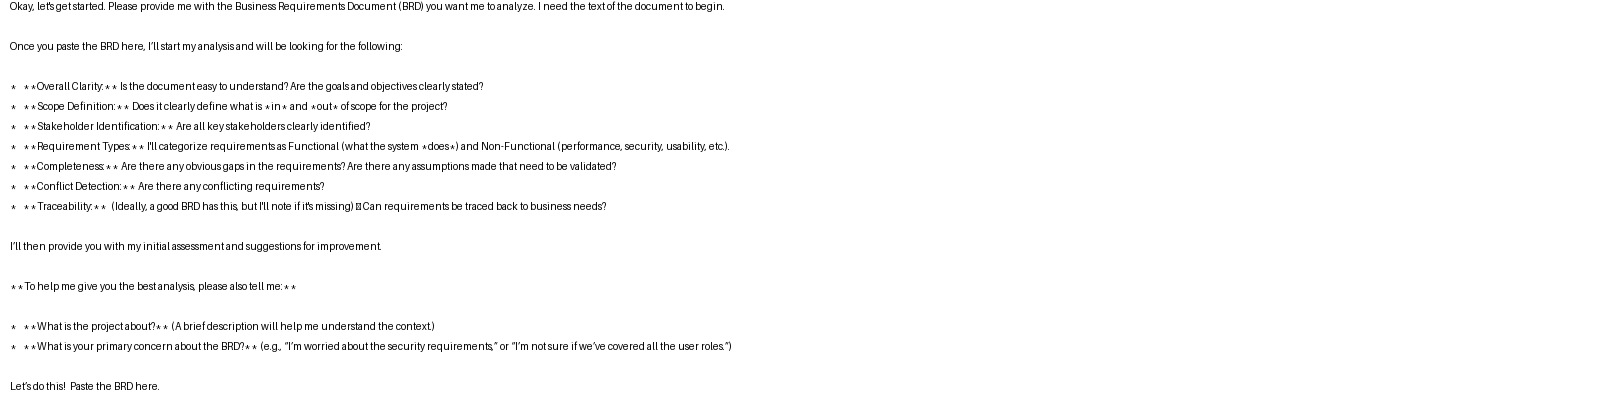 Okay, let's get started. Please provide me with the Business Requirements Document (BRD) you want me to analyze. I need the text of the document to begin.
Once you paste the BRD here, I’ll start my analysis and will be looking for the following:
* **Overall Clarity:** Is the document easy to understand? Are the goals and objectives clearly stated?
* **Scope Definition:** Does it clearly define what is *in* and *out* of scope for the project?
* **Stakeholder Identification:** Are all key stakeholders clearly identified?
* **Requirement Types:** I'll categorize requirements as Functional (what the system *does*) and Non-Functional (performance, security, usability, etc.).
* **Completeness:** Are there any obvious gaps in the requirements? Are there any assumptions made that need to be validated?
* **Conflict Detection:** Are there any conflicting requirements?
* **Traceability:** (Ideally, a good BRD has this, but I'll note if it's missing) Can requirements be traced back to business needs?
I’ll then provide you with my initial assessment and suggestions for improvement.
**To help me give you the best analysis, please also tell me:**
* **What is the project about?** (A brief description will help me understand the context.)
* **What is your primary concern about the BRD?** (e.g., “I’m worried about the security requirements,” or “I’m not sure if we’ve covered all the user roles.”)
Let’s do this! Paste the BRD here.